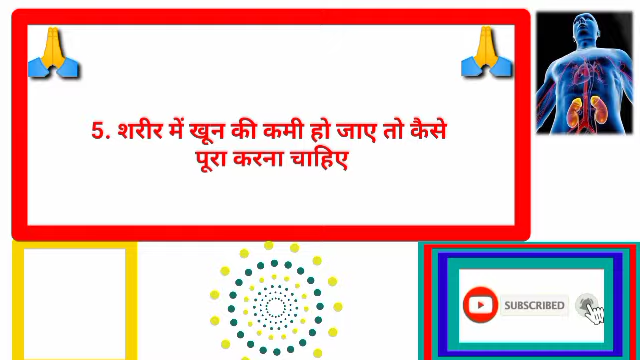 5. शरीर में खून की कमी हो जाए तो कैसे
पूरा करना चाहिए
SUBSCRIBED